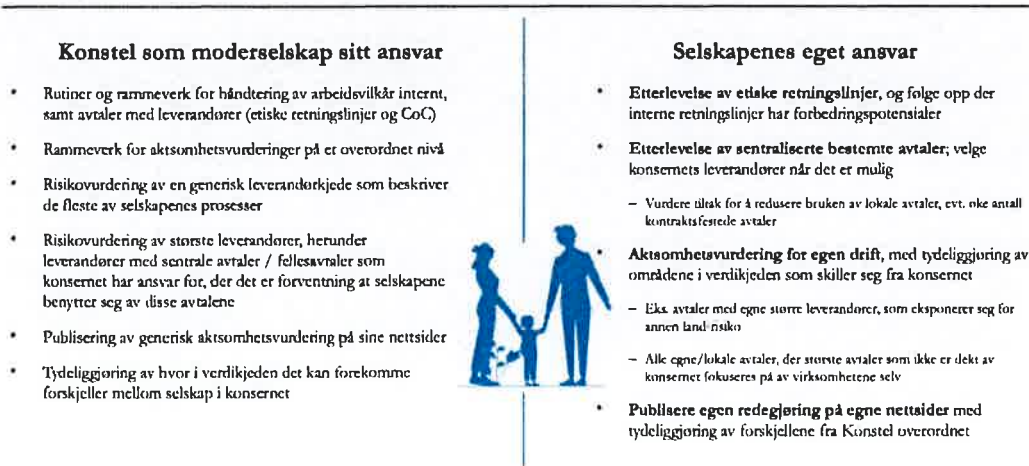 Konstel som moderselskap sitt ansvar
• Rutiner og rammeverk for håndtering av arbeidsvilkår internt,
samt avtaler med leverandører (etiske retningslinjer og CoC)
• Rammeverk for aktsomhetsvurderinger på et overordnet nivå
• Risikovurdering av en generisk leverandørkjede som beskriver
de fleste av selskapenes prosesser
• Risikovurdering av største leverandører, herunder
leverandører med sentrale avtaler / fellesavtaler som
konsernet har ansvar for, der det er forventning at selskapene
benytter seg av disse avtalene
• Publisering av generisk aktsomhetsvurdering på sine nettsider
• Tydeliggjøring av hvor i verdikjeden det kan forekomme
forskjeller mellom selskap i konsernet
Selskapenes eget ansvar
• Etterlevelse av etiske retningslinjer, og følge opp der
interne retningslinjer har forbedringspotensialer
• Etterlevelse av sentraliserte bestemte avtaler; velge
konsernets leverandører når det er mulig
– Vurdere tiltak for å redusere bruken av lokale avtaler, evt. øke antall
kontraktsfestede avtaler
• Aktsomhetsvurdering for egen drift, med tydeliggjøring av
områdene i verdikjeden som skiller seg fra konsernet
– Eks. avtaler med egne større leverandører, som eksponerer seg for
annen land-risiko
– Alle egne/lokale avtaler, der største avtaler som ikke er dekt av
konsernet fokuseres på av virksomhetene selv
• Publisere egen redegjøring på egne nettsider med
tydeliggjøring av forskjellene fra Konstel overordnet